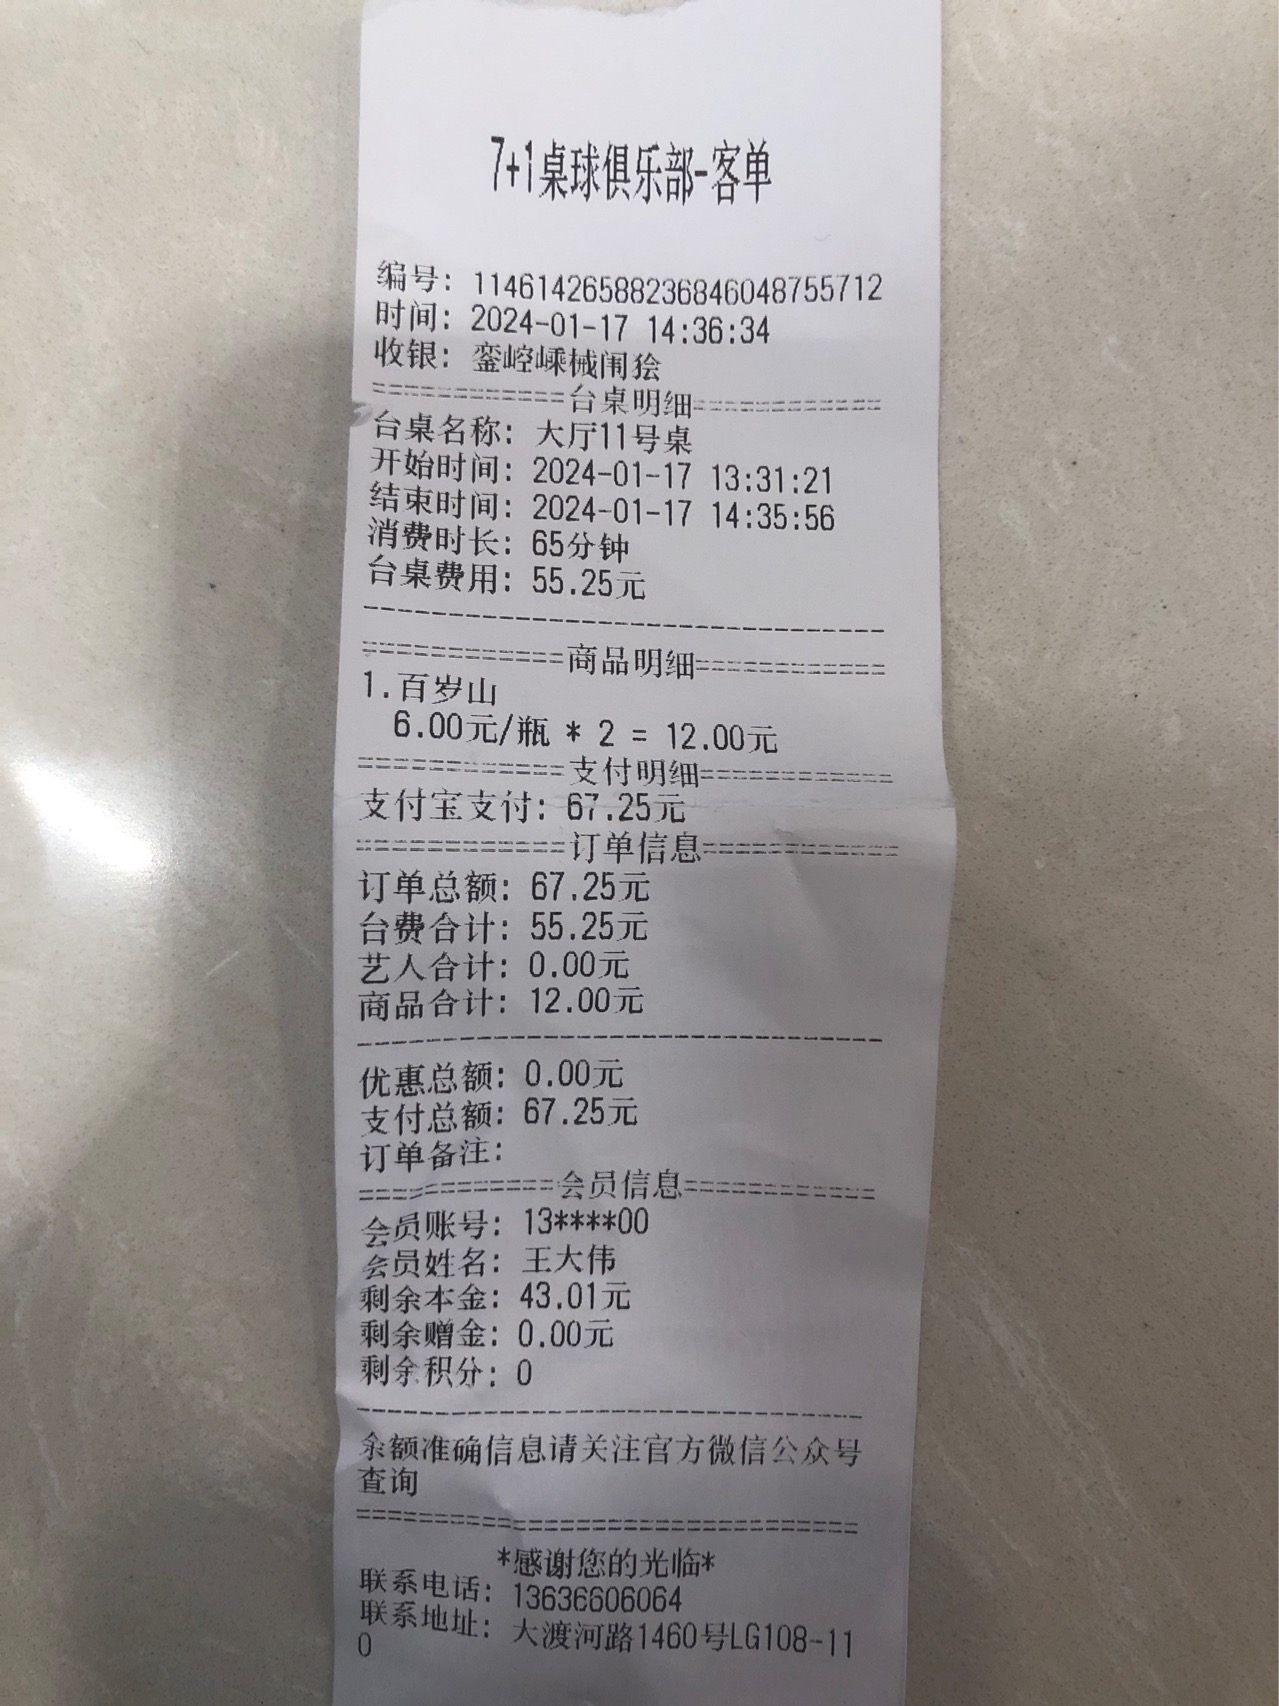 7+1桌球俱乐部-客单
编号: 11461426588236846048755712
时间: 2024-01-17 14:36:34
收银: 銮崆嵊械闱猞
============台桌明细============
台桌名称: 大厅11号桌
开始时间: 2024-01-17 13:31:21
结束时间: 2024-01-17 14:35:56
消费时长: 65分钟
台桌费用: 55.25元
--------------------------------
============商品明细============
1.百岁山
6.00元/瓶 * 2 = 12.00元
============支付明细============
支付宝支付: 67.25元
============订单信息============
订单总额: 67.25元
台费合计: 55.25元
艺人合计: 0.00元
商品合计: 12.00元
--------------------------------
优惠总额: 0.00元
支付总额: 67.25元
订单备注:
============会员信息============
会员账号: 13****00
会员姓名: 王大伟
剩余本金: 43.01元
剩余赠金: 0.00元
剩余积分: 0
--------------------------------
余额准确信息请关注官方微信公众号
查询
================================
*感谢您的光临*
联系电话: 13636606064
联系地址: 大渡河路1460号LG108-11
0